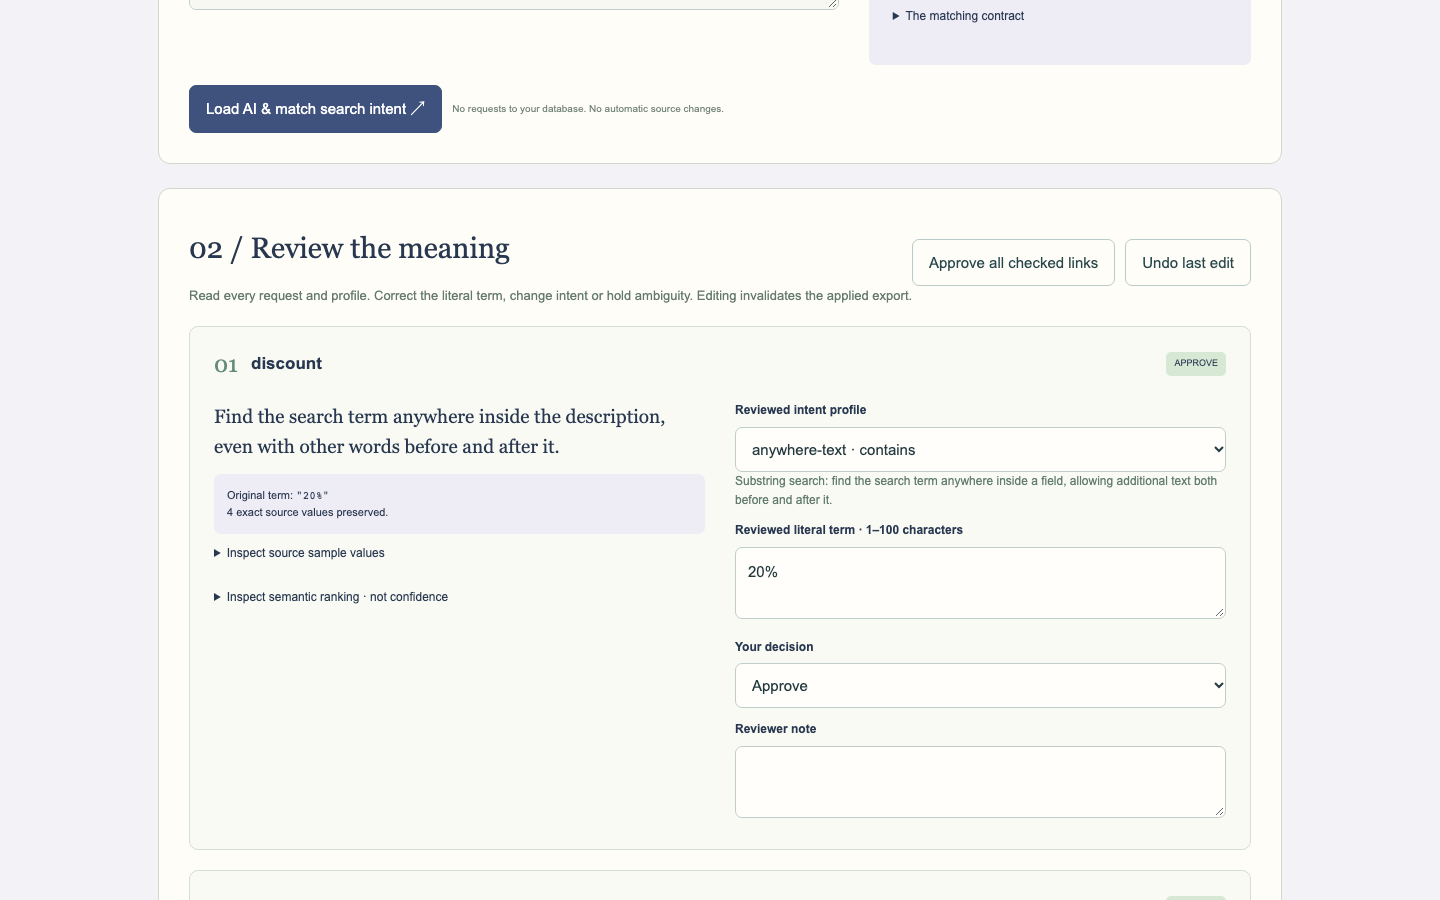 ▶ The matching contract
Load AI & match search intent ↗
No requests to your database. No automatic source changes.
02 / Review the meaning
Approve all checked links
Undo last edit
Read every request and profile. Correct the literal term, change intent or hold ambiguity. Editing invalidates the applied export.
01 discount
APPROVE
Find the search term anywhere inside the description,
even with other words before and after it.
Original term: "20%"
4 exact source values preserved.
▶ Inspect source sample values
▶ Inspect semantic ranking · not confidence
Reviewed intent profile
anywhere-text · contains
Substring search: find the search term anywhere inside a field, allowing additional text both
before and after it.
Reviewed literal term · 1–100 characters
20%
Your decision
Approve
Reviewer note